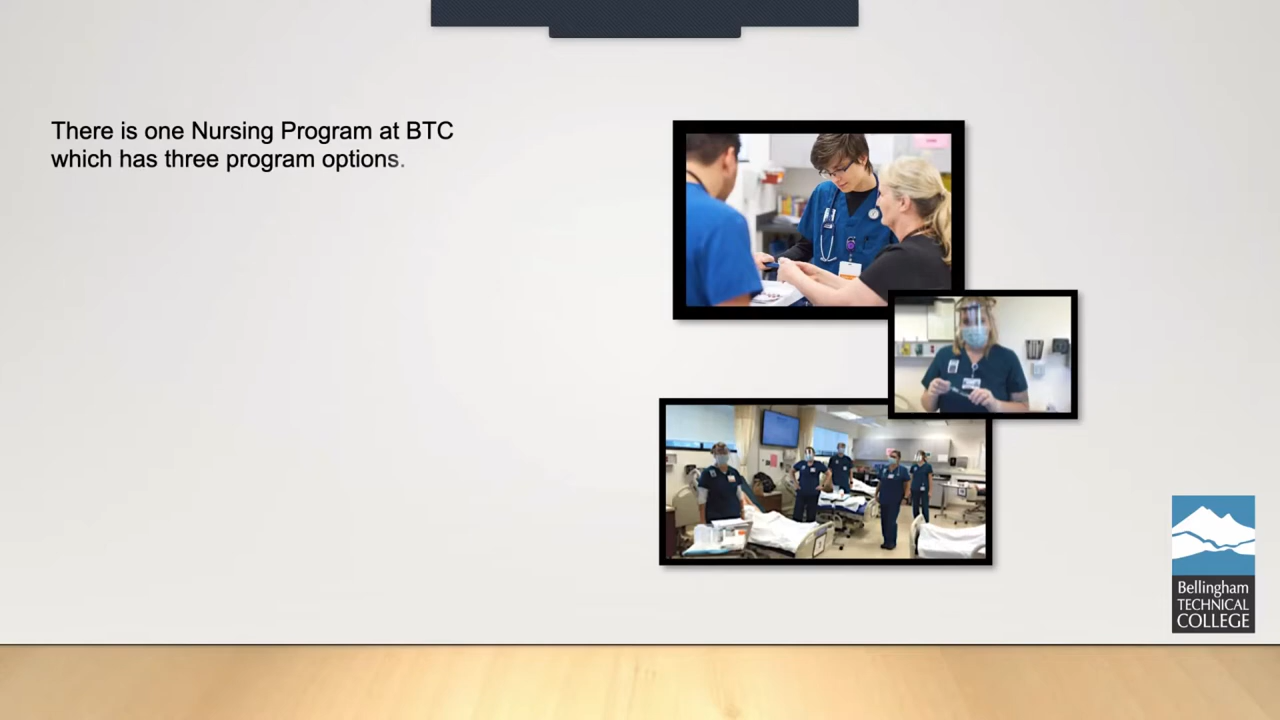 There is one Nursing Program at BTC
which has three program options.
Bellingham
TECHNICAL
COLLEGE